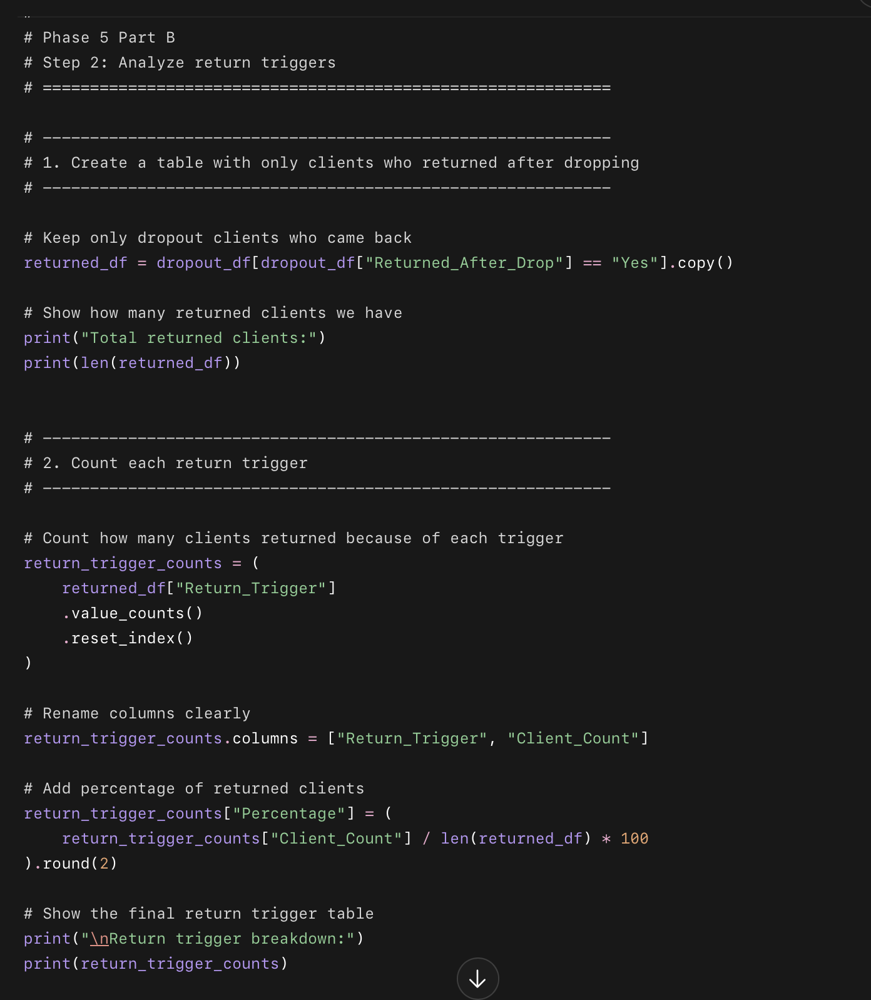 # Phase 5 Part B
# Step 2: Analyze return triggers
# ============================================================
# ------------------------------------------------------------
# 1. Create a table with only clients who returned after dropping
# ------------------------------------------------------------
# Keep only dropout clients who came back
returned_df = dropout_df[dropout_df["Returned_After_Drop"] == "Yes"].copy()
# Show how many returned clients we have
print("Total returned clients:")
print(len(returned_df))
# ------------------------------------------------------------
# 2. Count each return trigger
# ------------------------------------------------------------
# Count how many clients returned because of each trigger
return_trigger_counts = (
    returned_df["Return_Trigger"]
    .value_counts()
    .reset_index()
)
# Rename columns clearly
return_trigger_counts.columns = ["Return_Trigger", "Client_Count"]
# Add percentage of returned clients
return_trigger_counts["Percentage"] = (
    return_trigger_counts["Client_Count"] / len(returned_df) * 100
).round(2)
# Show the final return trigger table
print("\nReturn trigger breakdown:")
print(return_trigger_counts)